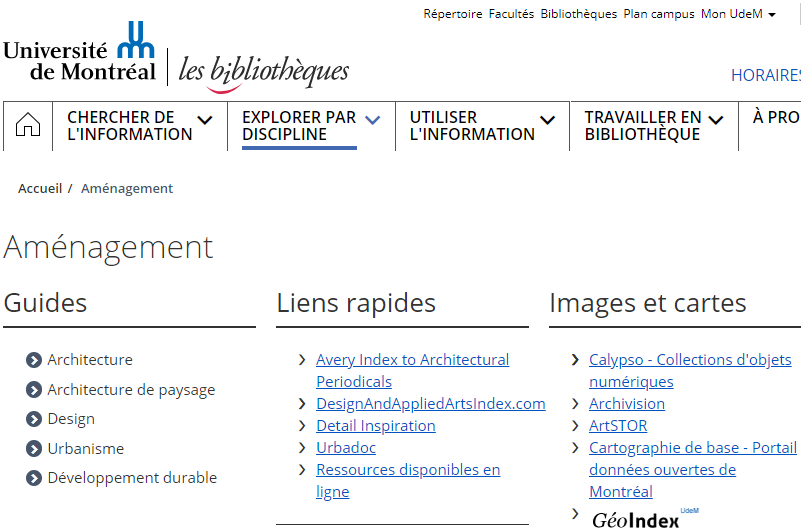 Répertoire Facultés Bibliothèques Plan campus Mon UdeM
Université
de Montréal
les bibliothèques
HORAIRES
CHERCHER DE
L'INFORMATION
EXPLORER PAR
DISCIPLINE
UTILISER
L'INFORMATION
TRAVAILLER EN
BIBLIOTHÈQUE
À PRO
Accueil / Aménagement
Aménagement
Guides
Architecture
Architecture de paysage
Design
Urbanisme
Développement durable
Liens rapides
Avery Index to Architectural
Periodicals
DesignAndAppliedArtsIndex.com
Detail Inspiration
Urbadoc
Ressources disponibles en
ligne
Images et cartes
Calypso - Collections d'objets
numériques
Archivision
ArtSTOR
Cartographie de base - Portail
données ouvertes de
Montréal
GéoIndex UdeM